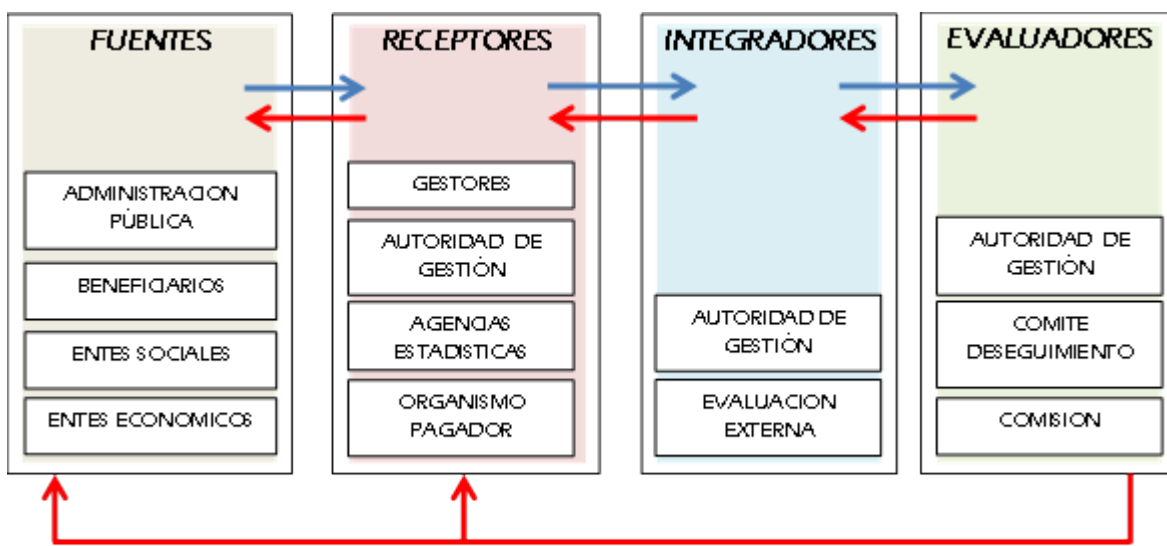 FUENTES
ADMINISTRACION
PÚBLICA
BENEFICIARIOS
ENTES SOCIALES
ENTES ECONOMICOS
RECEPTORES
GESTORES
AUTORIDAD DE
GESTIÓN
AGENCIAS
ESTADISTICAS
ORGANISMO
PAGADOR
INTEGRADORES
AUTORIDAD DE
GESTIÓN
EVALUACION
EXTERNA
EVALUADORES
AUTORIDAD DE
GESTIÓN
COMITE
DESEGUIMIENTO
COMISION